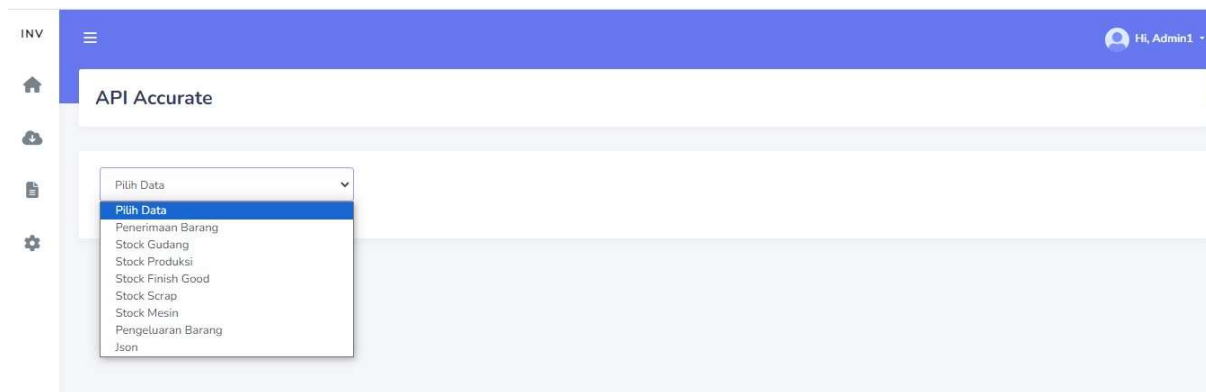 INV
Hi, Admin1
API Accurate
Pilih Data
Pilih Data
Penerimaan Barang
Stock Gudang
Stock Produksi
Stock Finish Good
Stock Scrap
Stock Mesin
Pengeluaran Barang
Json